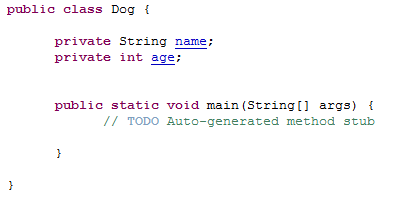 public class Dog {
private String name;
private int age;
public static void main(String[] args) {
// TODO Auto-generated method stub
}
}